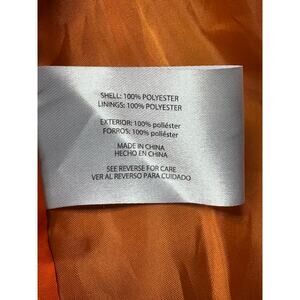 SHELL: 100% POLYESTER
LININGS: 100% POLYESTER
EXTERIOR: 100% poliéster
FORROS: 100% poliéster
MADE IN CHINA
HECHO EN CHINA
SEE REVERSE FOR CARE
VER AL REVERSO PARA CUIDADO